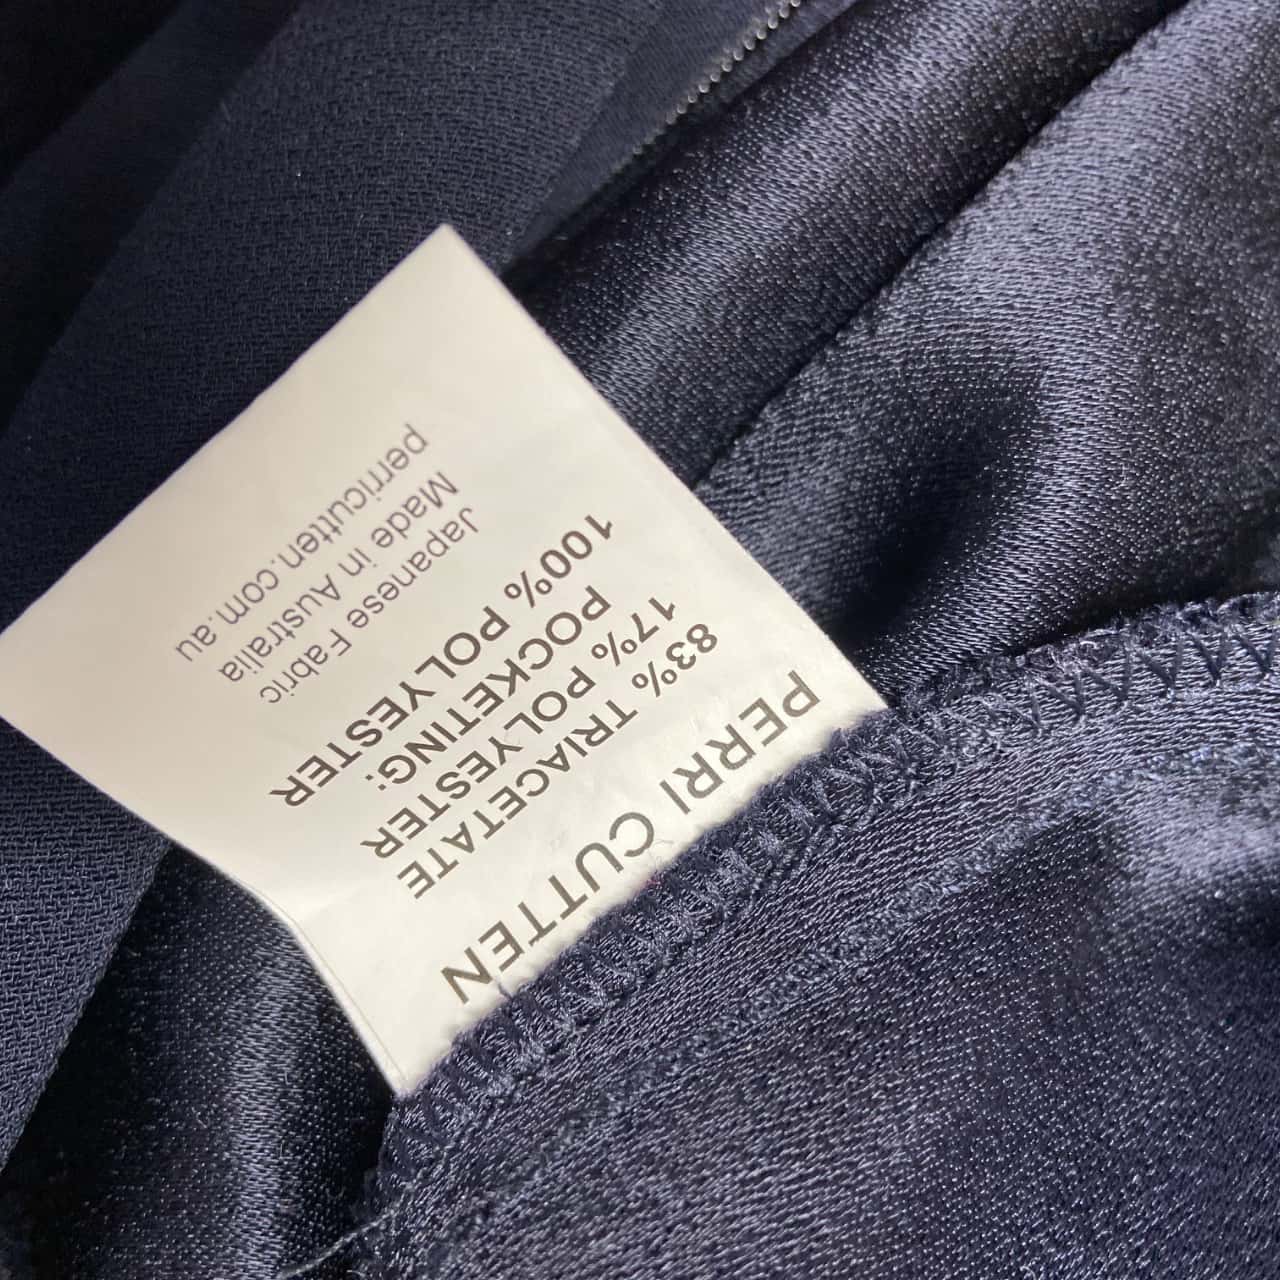 PERRI CUTTEN
83% TRIACETATE
17% POLYESTER
POCKETING:
100% POLYESTER
Japanese Fabric
Made in Australia
perricutten.com.au